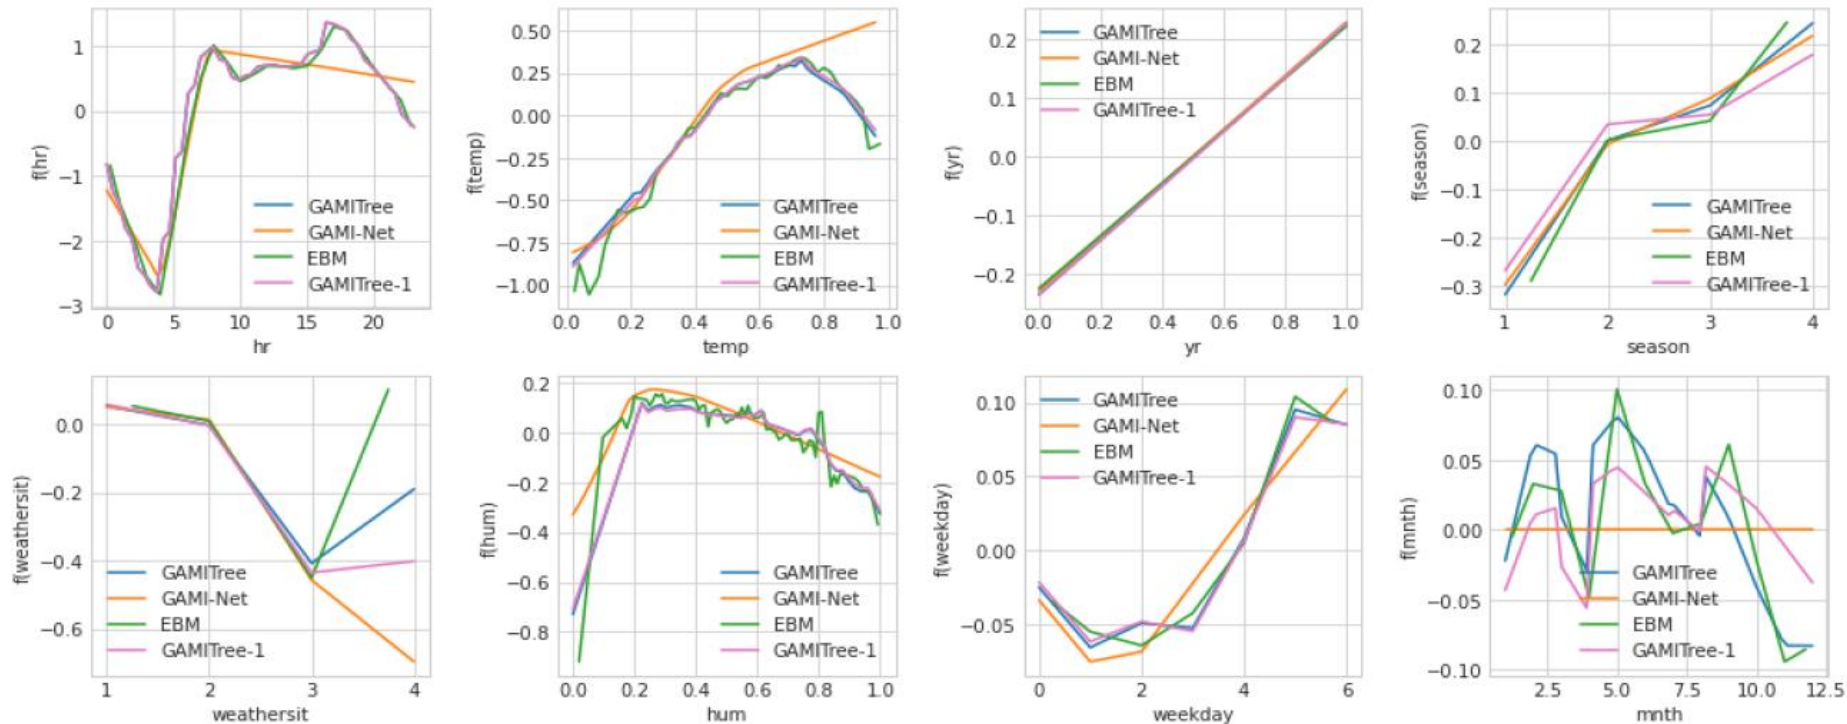 1
0
−1
−2
−3
f(hr)
GAMITree
GAMI-Net
EBM
GAMITree-1
0 5 10 15 20
hr
0.50
0.25
0.00
−0.25
−0.50
−0.75
−1.00
f(temp)
GAMITree
GAMI-Net
EBM
GAMITree-1
0.0 0.2 0.4 0.6 0.8 1.0
temp
0.2
0.1
0.0
−0.1
−0.2
f(yr)
GAMITree
GAMI-Net
EBM
GAMITree-1
0.0 0.2 0.4 0.6 0.8 1.0
yr
0.2
0.1
0.0
−0.1
−0.2
−0.3
f(season)
GAMITree
GAMI-Net
EBM
GAMITree-1
1 2 3 4
season
0.0
−0.2
−0.4
−0.6
f(weathersit)
GAMITree
GAMI-Net
EBM
GAMITree-1
1 2 3 4
weathersit
0.2
0.0
−0.2
−0.4
−0.6
−0.8
f(hum)
GAMITree
GAMI-Net
EBM
GAMITree-1
0.0 0.2 0.4 0.6 0.8 1.0
hum
0.10
0.05
0.00
−0.05
f(weekday)
GAMITree
GAMI-Net
EBM
GAMITree-1
0 2 4 6
weekday
0.10
0.05
0.00
−0.05
−0.10
f(mnth)
GAMITree
GAMI-Net
EBM
GAMITree-1
2.5 5.0 7.5 10.0 12.5
mnth